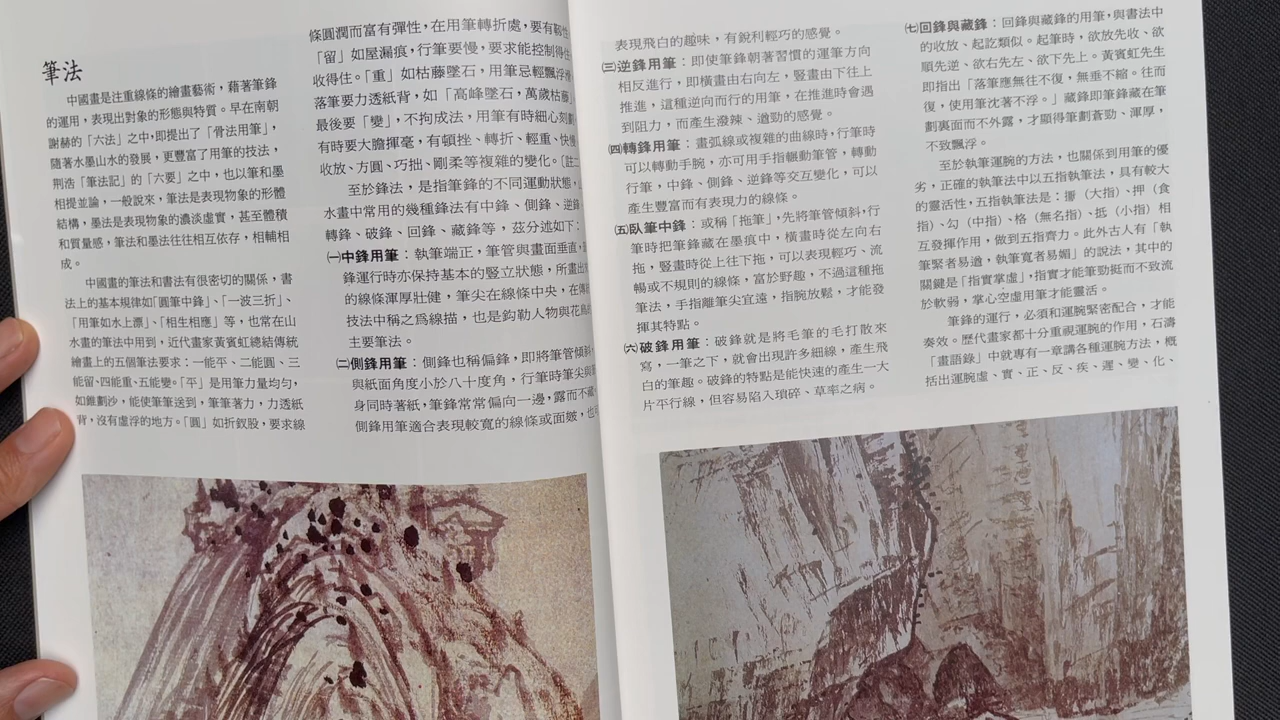 筆法
中國畫是注重線條的繪畫藝術，藉著筆鋒
的運用，表現出對象的形態與特質。早在南朝
謝赫的「六法」之中，即提出了「骨法用筆」，
隨著水墨山水的發展，更豐富了用筆的技法，
荊浩「筆法記」的「六要」之中，也以筆和墨
相提並論，一般說來，筆法是表現物象的形體
結構，墨法是表現物象的濃淡虛實，甚至體積
和質量感，筆法和墨法往往相互依存，相輔相
成。
中國畫的筆法和書法有很密切的關係，書
法上的基本規律如「圓筆中鋒」、「一波三折」、
「用筆如水上漂」、「相生相應」等，也常在山
水畫的筆法中用到，近代畫家黃賓虹總結傳統
繪畫上的五個筆法要求：一能平、二能圓、三
能留、四能重、五能變。「平」是用筆力量均勻，
如錐劃沙，能使筆筆送到，筆筆著力，力透紙
背，沒有虛浮的地方。「圓」如折釵股，要求線
條圓潤而富有彈性，在用筆轉折處，要有韌性
「留」如屋漏痕，行筆要慢，要求能控制得住
收得住。「重」如枯藤墜石，用筆忌輕飄浮滑
落筆要力透紙背，如「高峰墜石，萬歲枯藤」
最後要「變」，不拘成法，用筆有時細心刻劃
有時要大膽揮毫，有頓挫、轉折、輕重、快慢
收放、方圓、巧拙、剛柔等複雜的變化。〔註二
至於鋒法，是指筆鋒的不同運動狀態，
水畫中常用的幾種鋒法有中鋒、側鋒、逆鋒
轉鋒、破鋒、回鋒、藏鋒等，茲分述如下：
㈠中鋒用筆：執筆端正，筆管與畫面垂直，
鋒運行時亦保持基本的豎立狀態，所畫出
的線條渾厚壯健，筆尖在線條中央，在傳
技法中稱之為線描，也是鈎勒人物與花鳥
主要筆法。
㈡側鋒用筆：側鋒也稱偏鋒，即將筆管傾斜
與紙面角度小於八十度角，行筆時筆尖與
身同時著紙，筆鋒常常偏向一邊，露而不藏
側鋒用筆適合表現較寬的線條或面皴，也可
表現飛白的趣味，有銳利輕巧的感覺。
㈢逆鋒用筆：即使筆鋒朝著習慣的運筆方向
相反進行，即橫畫由右向左，豎畫由下往上
推進，這種逆向而行的用筆，在推進時會遇
到阻力，而產生潑辣、遒勁的感覺。
㈣轉鋒用筆：畫弧線或複雜的曲線時，行筆時
可以轉動手腕，亦可用手指輾動筆管，轉動
行筆，中鋒、側鋒、逆鋒等交互變化，可以
產生豐富而有表現力的線條。
㈤臥筆中鋒：或稱「拖筆」，先將筆管傾斜，行
筆時把筆鋒藏在墨痕中，橫畫時從左向右
拖，豎畫時從上往下拖，可以表現輕巧、流
暢或不規則的線條，富於野趣，不過這種拖
筆法，手指離筆尖宜遠，指腕放鬆，才能發
揮其特點。
㈥破鋒用筆：破鋒就是將毛筆的毛打散來
寫，一筆之下，就會出現許多細線，產生飛
白的筆趣。破鋒的特點是能快速的產生一大
片平行線，但容易陷入瑣碎、草率之病。
㈦回鋒與藏鋒：回鋒與藏鋒的用筆，與書法中
的收放、起訖類似。起筆時，欲放先收、欲
順先逆、欲右先左、欲下先上。黃賓虹先生
即指出「落筆應無往不復，無垂不縮。往而
復，使用筆沈著不浮。」藏鋒即筆鋒藏在筆
劃裏面而不外露，才顯得筆劃蒼勁、渾厚，
不致飄浮。
至於執筆運腕的方法，也關係到用筆的優
劣，正確的執筆法中以五指執筆法，具有較大
的靈活性，五指執筆法是：擫（大指）、押（食
指）、勾（中指）、格（無名指）、抵（小指）相
互發揮作用，做到五指齊力。此外古人有「執
筆緊者易遒，執筆寬者易媚」的說法，其中的
關鍵是「指實掌虛」，指實才能筆勁挺而不致流
於軟弱，掌心空虛用筆才能靈活。
筆鋒的運行，必須和運腕緊密配合，才能
奏效。歷代畫家都十分重視運腕的作用，石濤
「畫語錄」中就專有一章講各種運腕方法，概
括出運腕虛、實、正、反、疾、遲、變、化、